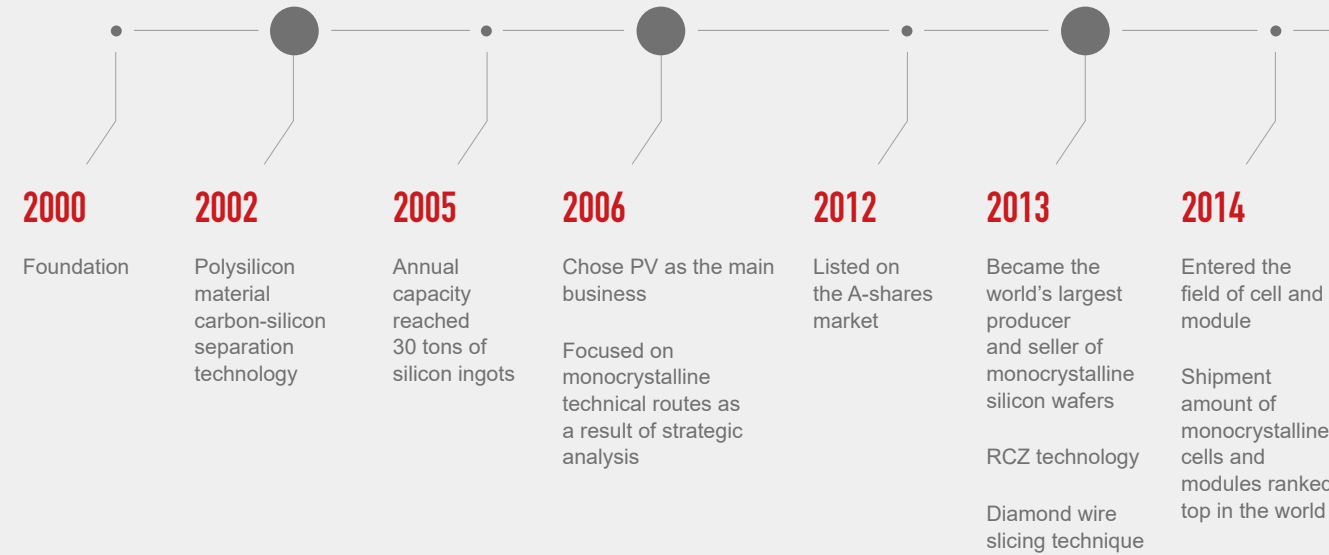 2000
Foundation
2002
Polysilicon
material
carbon-silicon
separation
technology
2005
Annual
capacity
reached
30 tons of
silicon ingots
2006
Chose PV as the main
business
Focused on
monocrystalline
technical routes as
a result of strategic
analysis
2012
Listed on
the A-shares
market
2013
Became the
world’s largest
producer
and seller of
monocrystalline
silicon wafers
RCZ technology
Diamond wire
slicing technique
2014
Entered the
field of cell and
module
Shipment
amount of
monocrystalline
cells and
modules ranked
top in the world